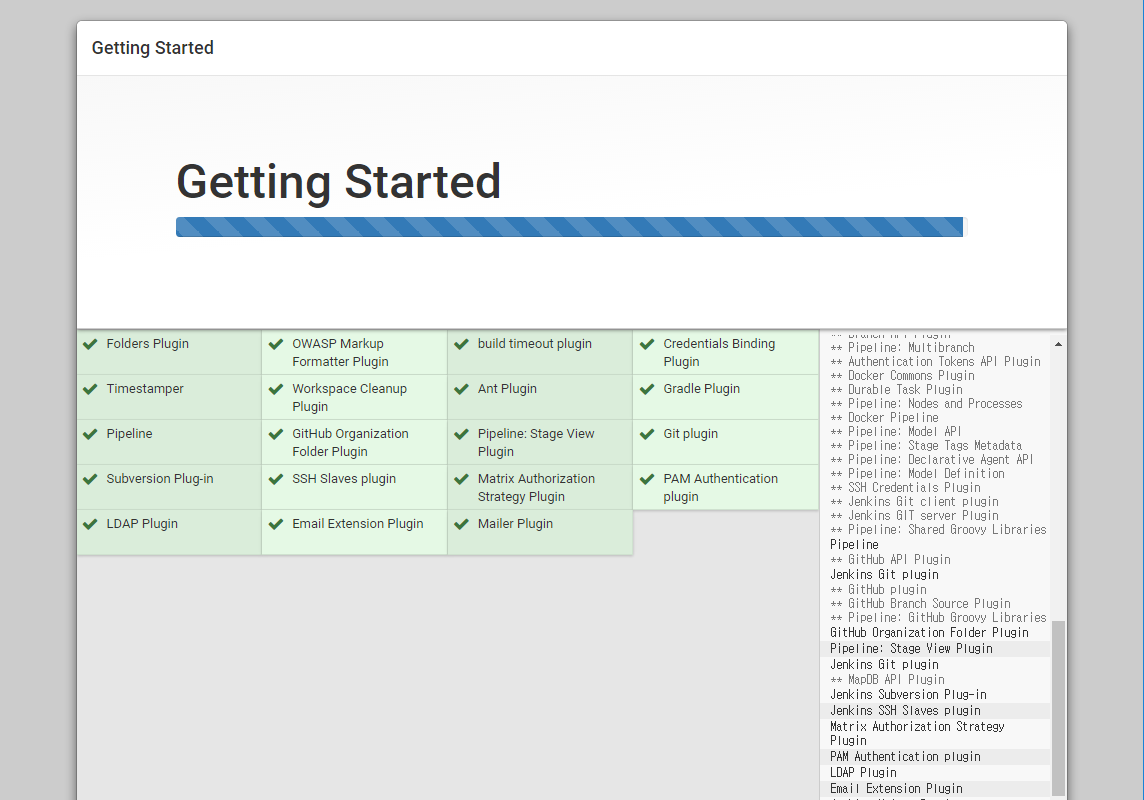 Getting Started
Getting Started
Folders Plugin
OWASP Markup
Formatter Plugin
build timeout plugin
Credentials Binding
Plugin
Timestamper
Workspace Cleanup
Plugin
Ant Plugin
Gradle Plugin
Pipeline
GitHub Organization
Folder Plugin
Pipeline: Stage View
Plugin
Git plugin
Subversion Plug-in
SSH Slaves plugin
Matrix Authorization
Strategy Plugin
PAM Authentication
plugin
LDAP Plugin
Email Extension Plugin
Mailer Plugin
** Branch API Plugin
** Pipeline: Multibranch
** Authentication Tokens API Plugin
** Docker Commons Plugin
** Durable Task Plugin
** Pipeline: Nodes and Processes
** Docker Pipeline
** Pipeline: Model API
** Pipeline: Stage Tags Metadata
** Pipeline: Declarative Agent API
** Pipeline: Model Definition
** SSH Credentials Plugin
** Jenkins Git client plugin
** Jenkins GIT server Plugin
** Pipeline: Shared Groovy Libraries
Pipeline
** GitHub API Plugin
Jenkins Git plugin
** GitHub plugin
** GitHub Branch Source Plugin
** Pipeline: GitHub Groovy Libraries
GitHub Organization Folder Plugin
Pipeline: Stage View Plugin
Jenkins Git plugin
** MapDB API Plugin
Jenkins Subversion Plug-in
Jenkins SSH Slaves plugin
Matrix Authorization Strategy
Plugin
PAM Authentication plugin
LDAP Plugin
Email Extension Plugin